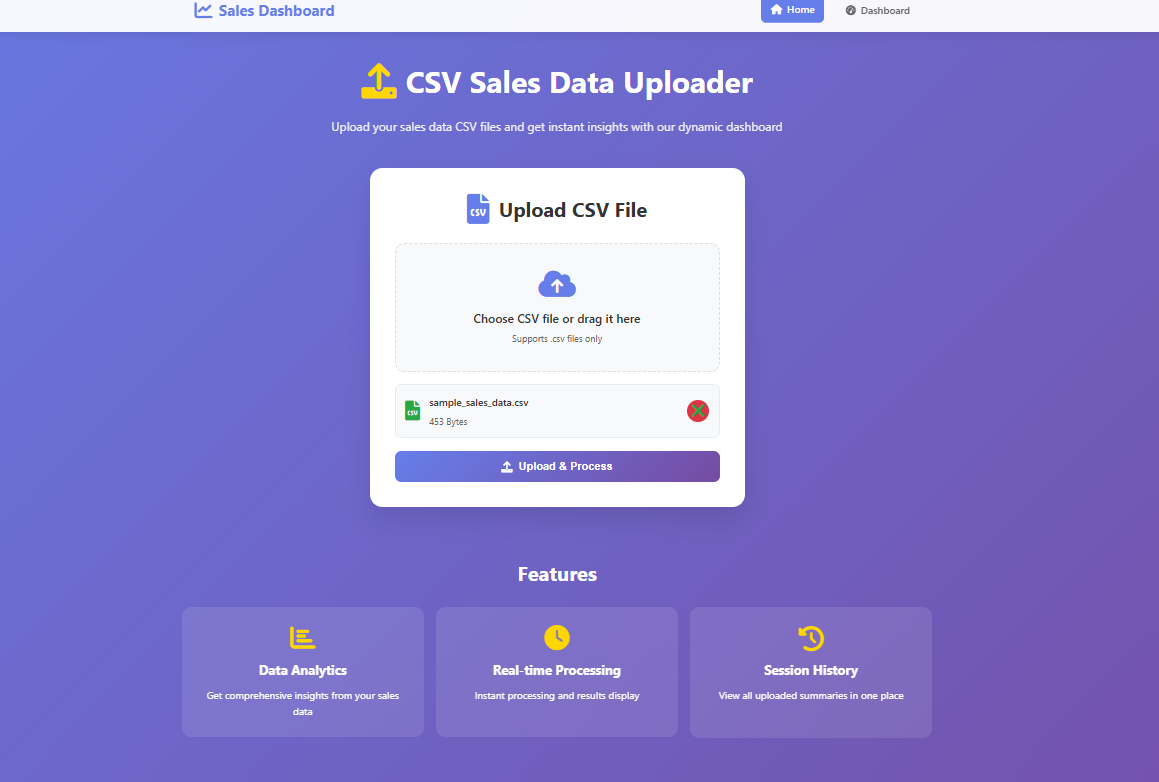 Sales Dashboard
Home
Dashboard
CSV Sales Data Uploader
Upload your sales data CSV files and get instant insights with our dynamic dashboard
CSV
Upload CSV File
Choose CSV file or drag it here
Supports .csv files only
CSV
sample_sales_data.csv
453 Bytes
Upload & Process
Features
Data Analytics
Get comprehensive insights from your sales
data
Real-time Processing
Instant processing and results display
Session History
View all uploaded summaries in one place